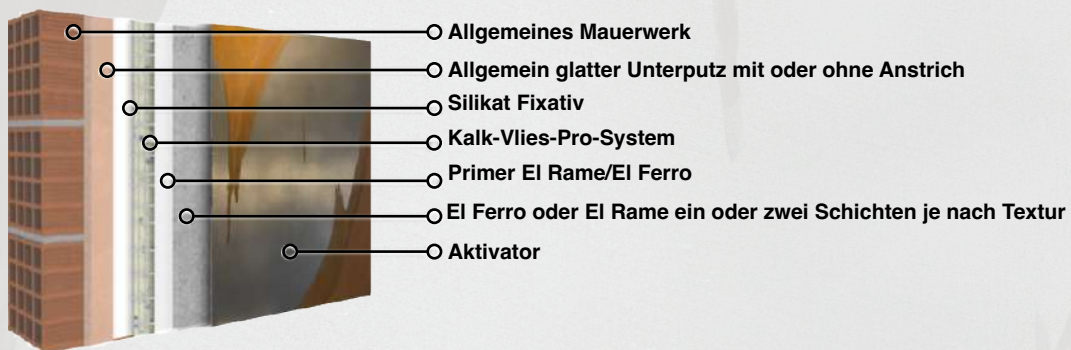 Allgemeines Mauerwerk
Allgemein glatter Unterputz mit oder ohne Anstrich
Silikat Fixativ
Kalk-Vlies-Pro-System
Primer El Rame/El Ferro
El Ferro oder El Rame ein oder zwei Schichten je nach Textur
Aktivator